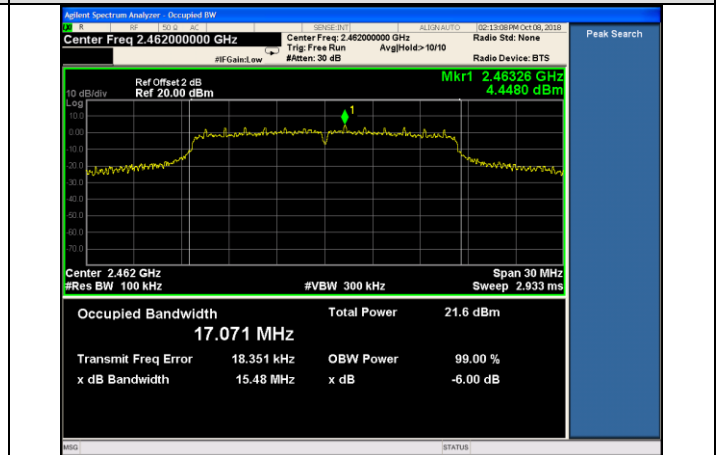 Agilent Spectrum Analyzer - Occupied BW
R RF 50 Ω AC SENSE:INT ALIGN AUTO 02:13:08 PM Oct 08, 2018
Center Freq 2.462000000 GHz
Center Freq: 2.462000000 GHz
Radio Std: None
Trig: Free Run Avg|Hold:>10/10
#IFGain:Low #Atten: 30 dB Radio Device: BTS
Peak Search
Ref Offset 2 dB
10 dB/div Ref 20.00 dBm
Mkr1 2.46326 GHz
4.4480 dBm
Log
1
10.0
0.00
-10.0
-20.0
-30.0
-40.0
-50.0
-60.0
-70.0
Center 2.462 GHz Span 30 MHz
#Res BW 100 kHz #VBW 300 kHz Sweep 2.933 ms
Occupied Bandwidth Total Power 21.6 dBm
17.071 MHz
Transmit Freq Error 18.351 kHz OBW Power 99.00 %
x dB Bandwidth 15.48 MHz x dB -6.00 dB
MSG STATUS